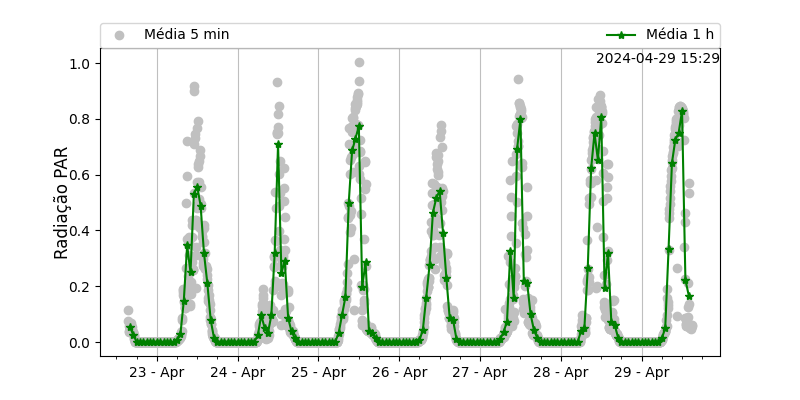 Média 5 min
Média 1 h
2024-04-29 15:29
1.0
0.8
0.6
0.4
0.2
0.0
Radiação PAR
23 - Apr
24 - Apr
25 - Apr
26 - Apr
27 - Apr
28 - Apr
29 - Apr